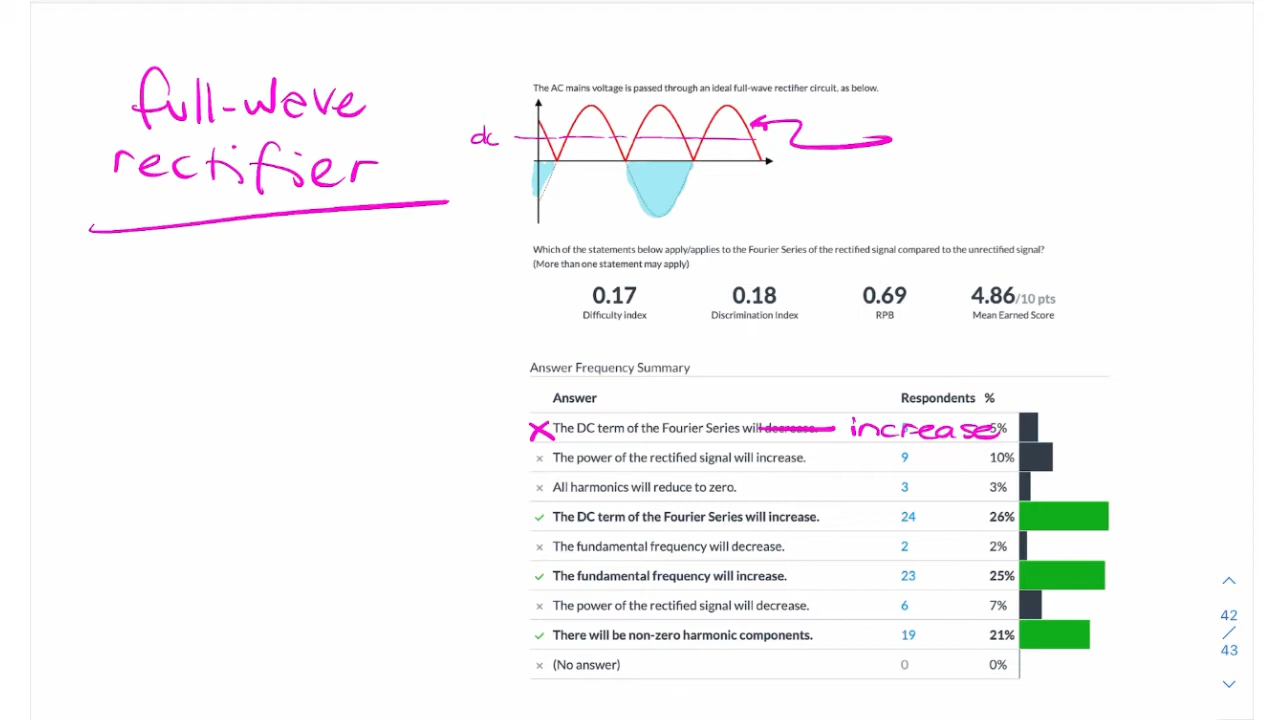 full-wave
rectifier
The AC mains voltage is passed through an ideal full-wave rectifier circuit, as below.
dc
Which of the statements below apply/applies to the Fourier Series of the rectified signal compared to the unrectified signal?
(More than one statement may apply)
0.17 0.18 0.69 4.86/10 pts
Difficulty index Discrimination Index RPB Mean Earned Score
Answer Frequency Summary
Answer Respondents %
The DC term of the Fourier Series will decrease. increase 5%
The power of the rectified signal will increase. 9 10%
All harmonics will reduce to zero. 3 3%
The DC term of the Fourier Series will increase. 24 26%
The fundamental frequency will decrease. 2 2%
The fundamental frequency will increase. 23 25%
The power of the rectified signal will decrease. 6 7%
There will be non-zero harmonic components. 19 21%
(No answer) 0 0%
42
/
43